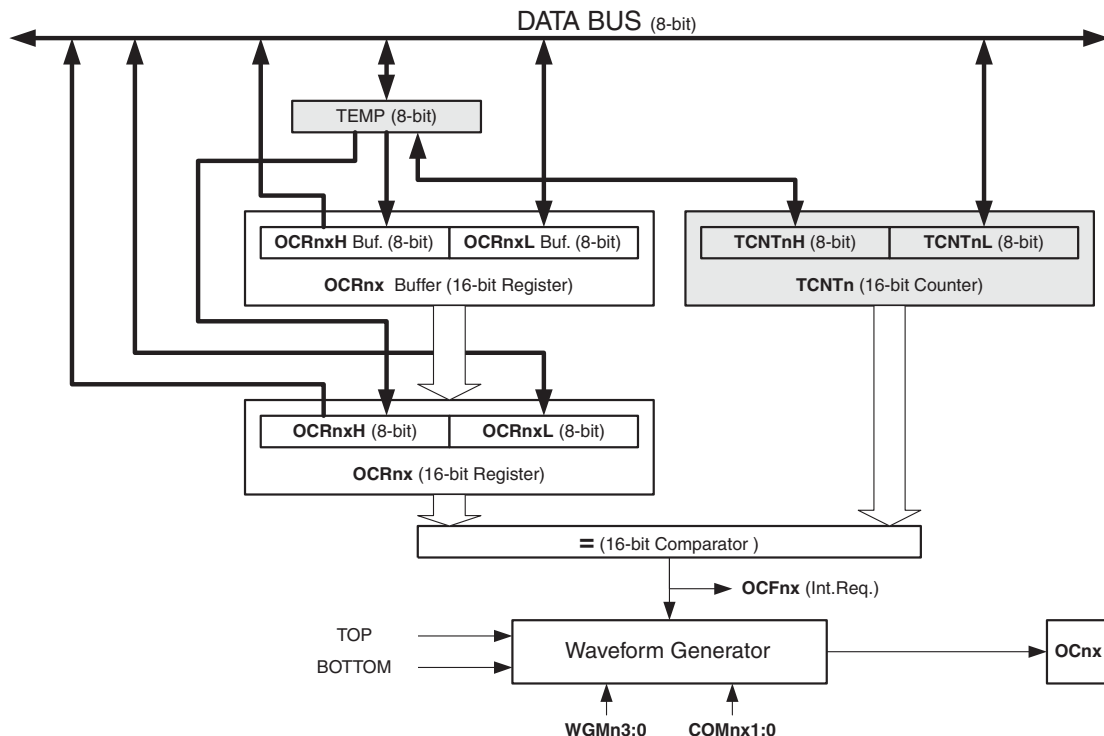 DATA BUS (8-bit)
TEMP (8-bit)
OCRnxH Buf. (8-bit)
OCRnxL Buf. (8-bit)
TCNTnH (8-bit)
TCNTnL (8-bit)
OCRnx Buffer (16-bit Register)
TCNTn (16-bit Counter)
OCRnxH (8-bit)
OCRnxL (8-bit)
OCRnx (16-bit Register)
= (16-bit Comparator )
OCFnx (Int.Req.)
TOP
BOTTOM
Waveform Generator
OCnx
WGMn3:0
COMnx1:0